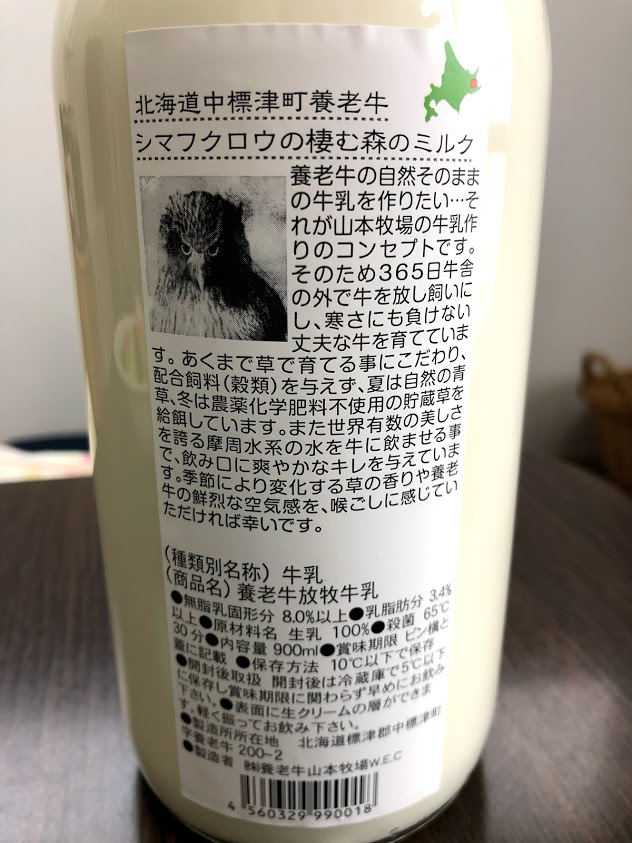 北海道中標津町養老牛
シマフクロウの棲む森のミルク
養老牛の自然そのまま
の牛乳を作りたい…そ
れが山本牧場の牛乳作
りのコンセプトです。
そのため365日牛舎
の外で牛を放し飼いに
し、寒さにも負けない
丈夫な牛を育てていま
す。あくまで草で育てる事にこだわり、
配合飼料(穀類)を与えず、夏は自然の青
草、冬は農薬化学肥料不使用の貯蔵草を
給餌しています。また世界有数の美しさ
を誇る摩周水系の水を牛に飲ませる事
で、飲み口に爽やかなキレを与えていま
す。季節により変化する草の香りや養老
牛の鮮烈な空気感を、喉ごしに感じてい
ただければ幸いです。
(種類別名称) 牛乳
(商品名) 養老牛放牧牛乳
●無脂乳固形分 8.0%以上●乳脂肪分 3.4%
以上●原材料名 生乳 100%●殺菌 65℃
30分●内容量 900ml●賞味期限 ビン横と
蓋に記載 ●保存方法 10℃以下で保存
●開封後取扱 開封後は冷蔵庫で5℃以下
に保存し賞味期限に関わらず早めにお飲み
下さい。●表面に生クリームの層ができま
す。軽く振ってお飲み下さい。
●製造所所在地 北海道標津郡中標津町
字養老牛 200-2
●製造者 ㈱養老牛山本牧場W.E.C
4 560329 990018